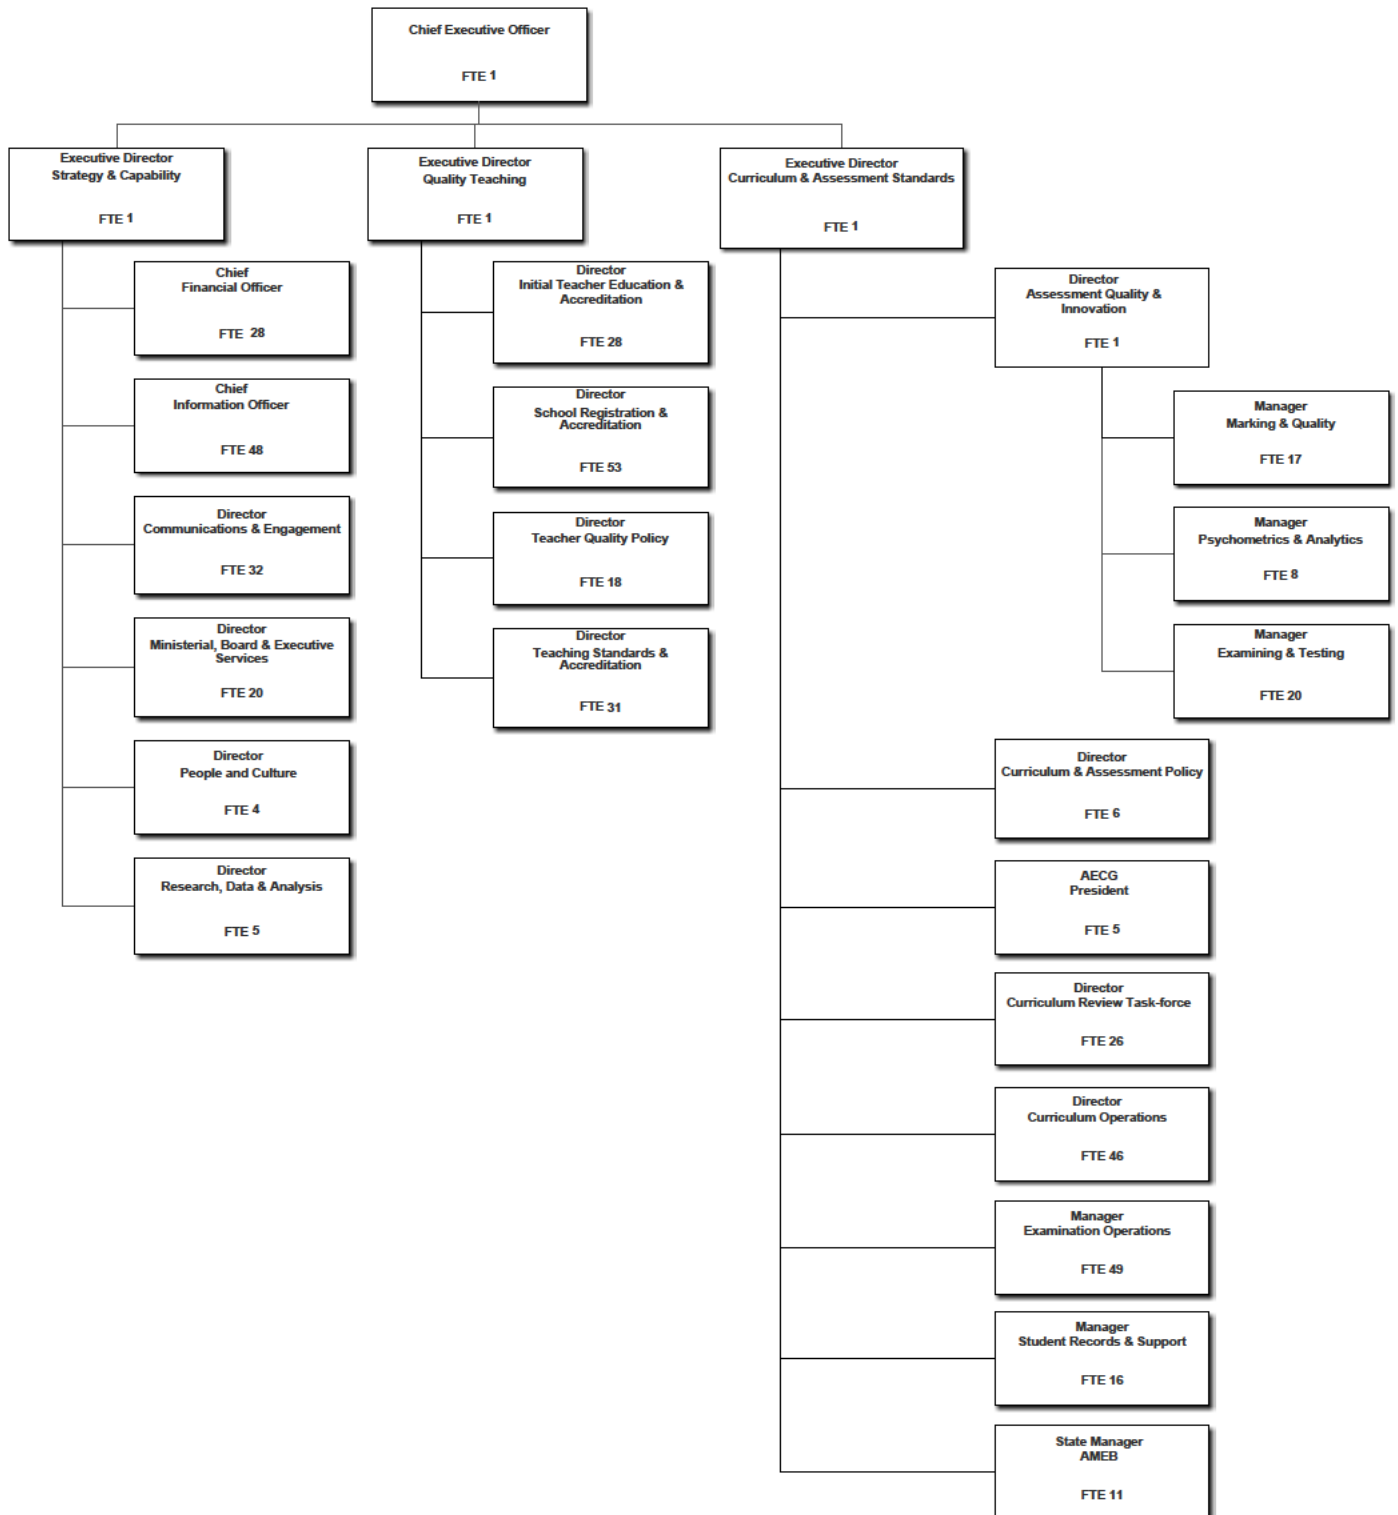 Chief Executive Officer
FTE 1
Executive Director
Strategy & Capability
FTE 1
Chief
Financial Officer
FTE 28
Chief
Information Officer
FTE 48
Director
Communications & Engagement
FTE 32
Director
Ministerial, Board & Executive
Services
FTE 20
Director
People and Culture
FTE 4
Director
Research, Data & Analysis
FTE 5
Executive Director
Quality Teaching
FTE 1
Director
Initial Teacher Education &
Accreditation
FTE 28
Director
School Registration &
Accreditation
FTE 53
Director
Teacher Quality Policy
FTE 18
Director
Teaching Standards &
Accreditation
FTE 31
Executive Director
Curriculum & Assessment Standards
FTE 1
Director
Assessment Quality &
Innovation
FTE 1
Manager
Marking & Quality
FTE 17
Manager
Psychometrics & Analytics
FTE 8
Manager
Examining & Testing
FTE 20
Director
Curriculum & Assessment Policy
FTE 6
AECG
President
FTE 5
Director
Curriculum Review Task-force
FTE 26
Director
Curriculum Operations
FTE 46
Manager
Examination Operations
FTE 49
Manager
Student Records & Support
FTE 16
State Manager
AMEB
FTE 11